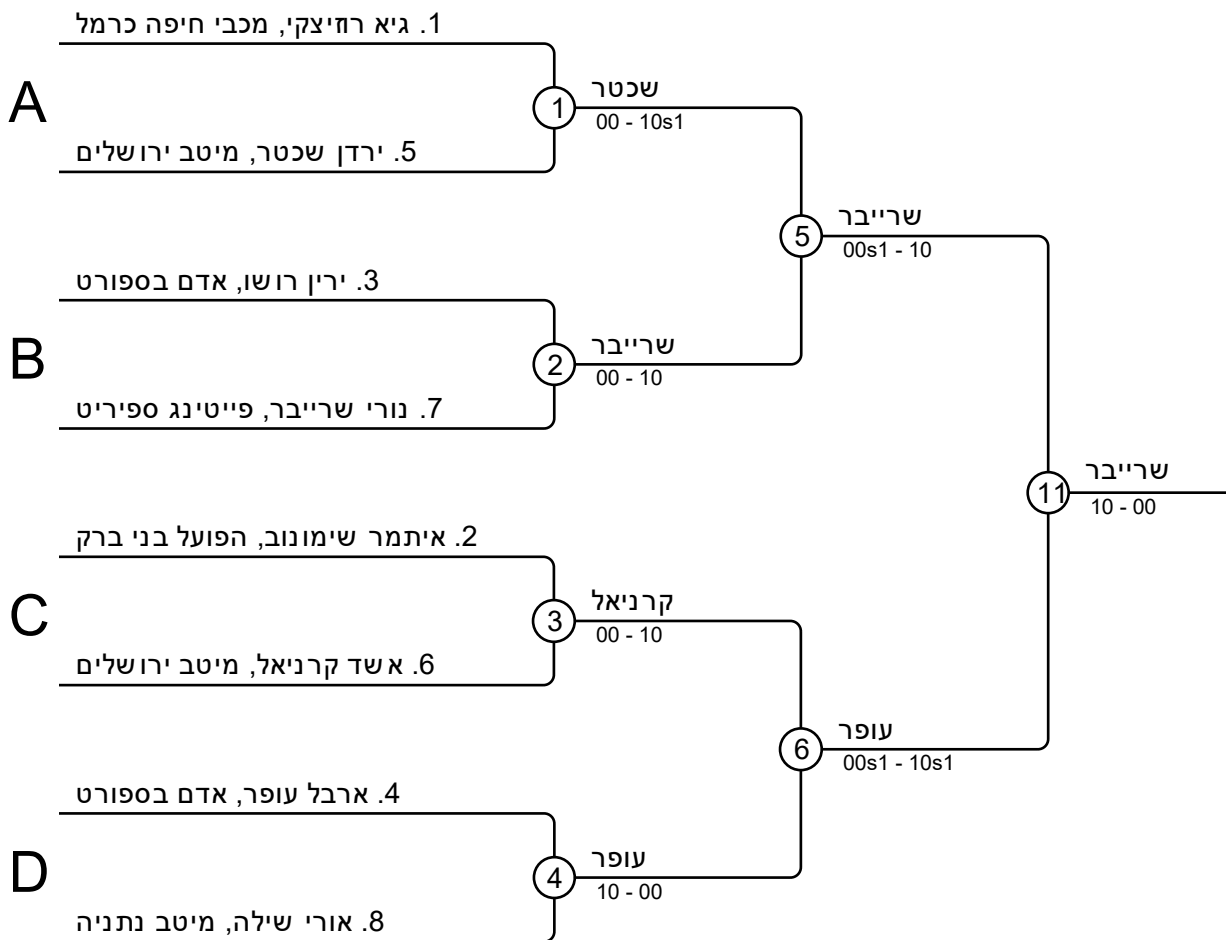 1. גיא רוזיצקי, מכבי חיפה כרמל
A
1
שכטר
00 - 10s1
5. ירדן שכטר, מיטב ירושלים
5
שרייבר
00s1 - 10
3. ירין רושו, אדם בספורט
B
2
שרייבר
00 - 10
7. נורי שרייבר, פייטינג ספיריט
11
שרייבר
10 - 00
2. איתמר שימונוב, הפועל בני ברק
C
3
קרניאל
00 - 10
6. אשד קרניאל, מיטב ירושלים
6
עופר
00s1 - 10s1
4. ארבל עופר, אדם בספורט
D
4
עופר
10 - 00
8. אורי שילה, מיטב נתניה